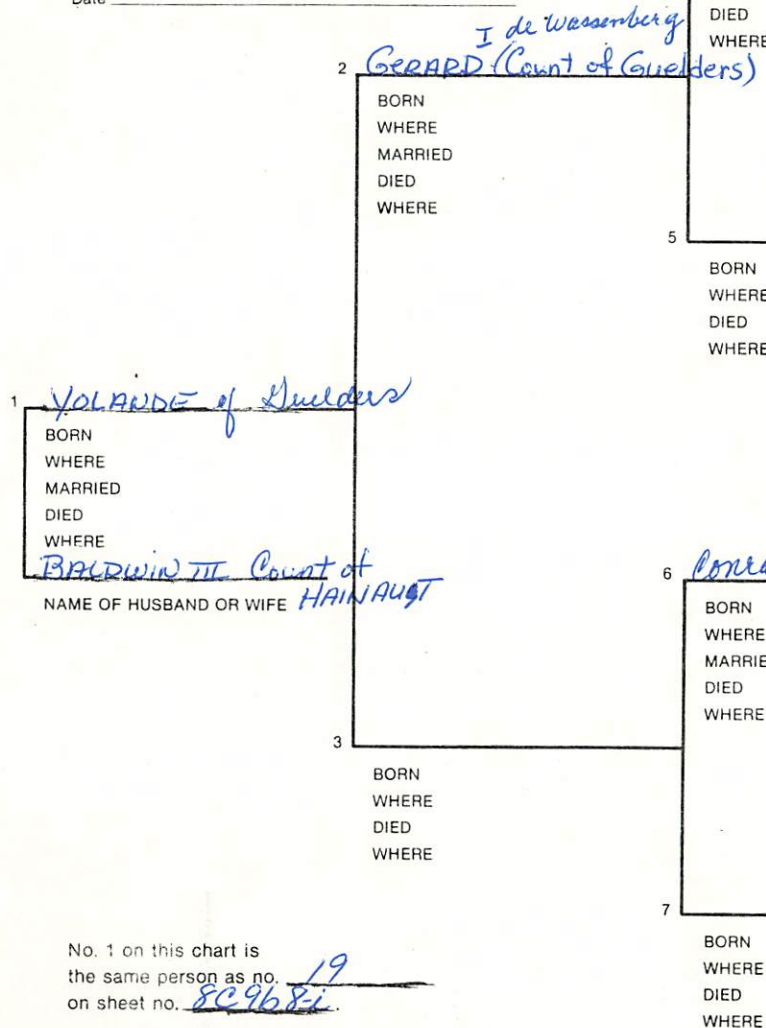 Date
DIED
WHERE
I de Wassenberg
2 GERARD (Count of Guelders)
BORN
WHERE
MARRIED
DIED
WHERE
5
BORN
WHERE
DIED
WHERE
1 YOLANDE of Guelders
BORN
WHERE
MARRIED
DIED
WHERE
BALDWIN III Count of
NAME OF HUSBAND OR WIFE HAINAUT
6
BORN
WHERE
MARRIE
DIED
WHERE
3
BORN
WHERE
DIED
WHERE
7
BORN
WHERE
DIED
WHERE
No. 1 on this chart is
the same person as no. 19
on sheet no. 8C9b8-i.